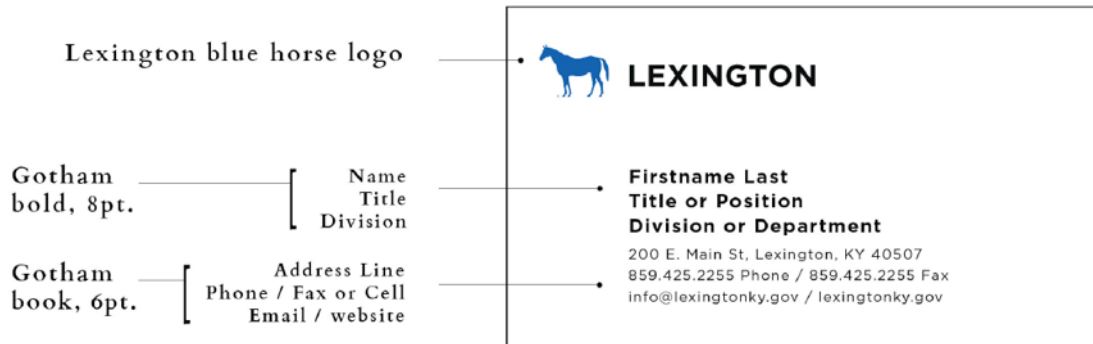 Lexington blue horse logo
LEXINGTON
Gotham
bold, 8pt.
Name
Title
Division
Firstname Last
Title or Position
Division or Department
Gotham
book, 6pt.
Address Line
Phone / Fax or Cell
Email / website
200 E. Main St, Lexington, KY 40507
859.425.2255 Phone / 859.425.2255 Fax
info@lexingtonky.gov / lexingtonky.gov